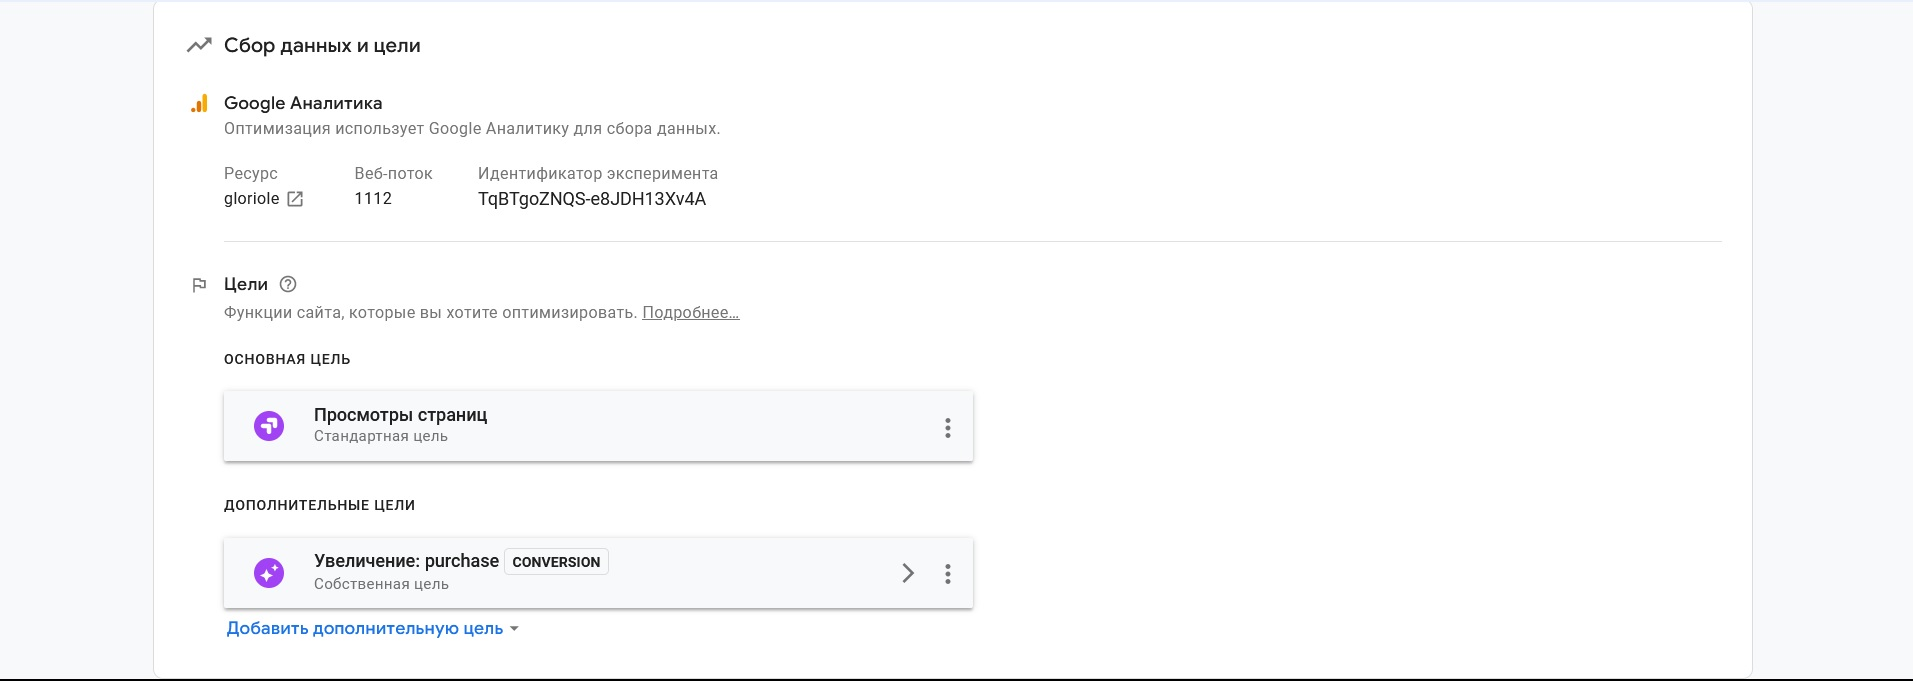 Сбор данных и цели
Google Аналитика
Оптимизация использует Google Аналитику для сбора данных.
Ресурс Веб-поток Идентификатор эксперимента
gloriole 1112 TqBTgoZNQS-e8JDH13Xv4A
Цели
Функции сайта, которые вы хотите оптимизировать. Подробнее…
ОСНОВНАЯ ЦЕЛЬ
Просмотры страниц
Стандартная цель
ДОПОЛНИТЕЛЬНЫЕ ЦЕЛИ
Увеличение: purchase CONVERSION
Собственная цель
Добавить дополнительную цель